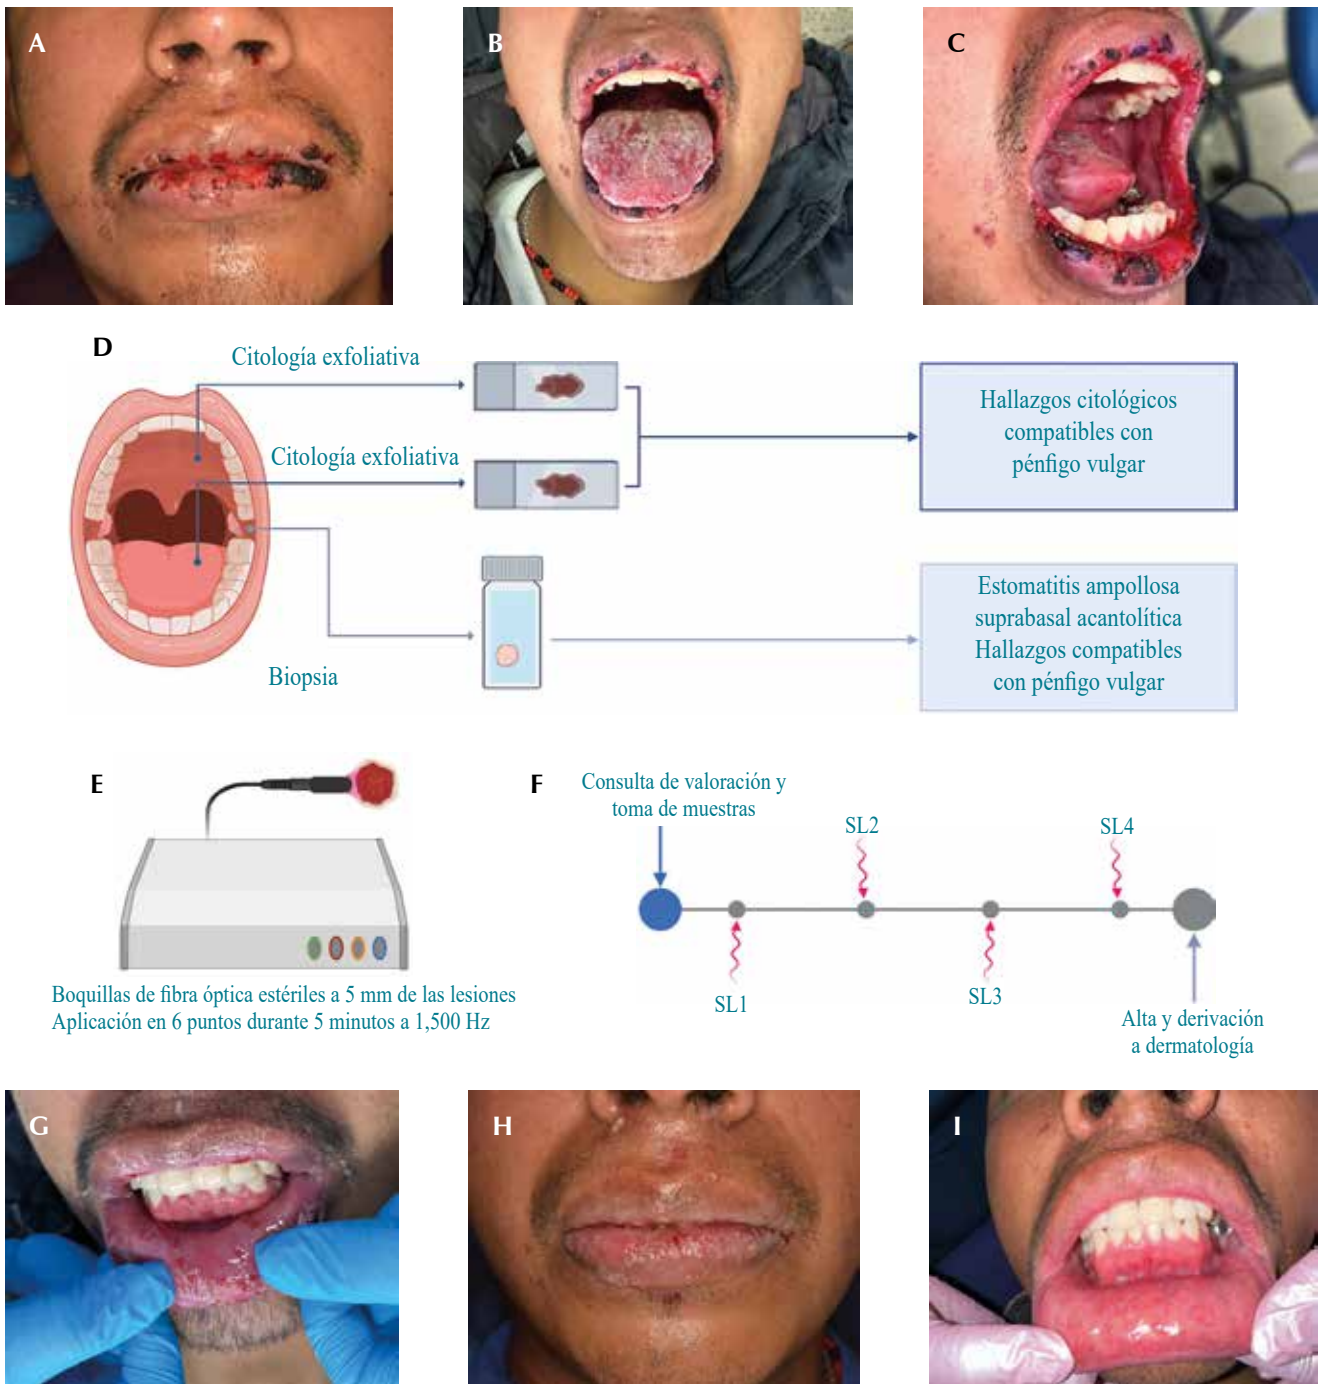 A
B
C
D
Citología exfoliativa
Citología exfoliativa
Biopsia
Hallazgos citológicos
compatibles con
pénfigo vulgar
Estomatitis ampollosa
suprabasal acantolítica
Hallazgos compatibles
con pénfigo vulgar
E
Boquillas de fibra óptica estériles a 5 mm de las lesiones
Aplicación en 6 puntos durante 5 minutos a 1,500 Hz
F
Consulta de valoración y
toma de muestras
SL1
SL2
SL3
SL4
Alta y derivación
a dermatología
G
H
I